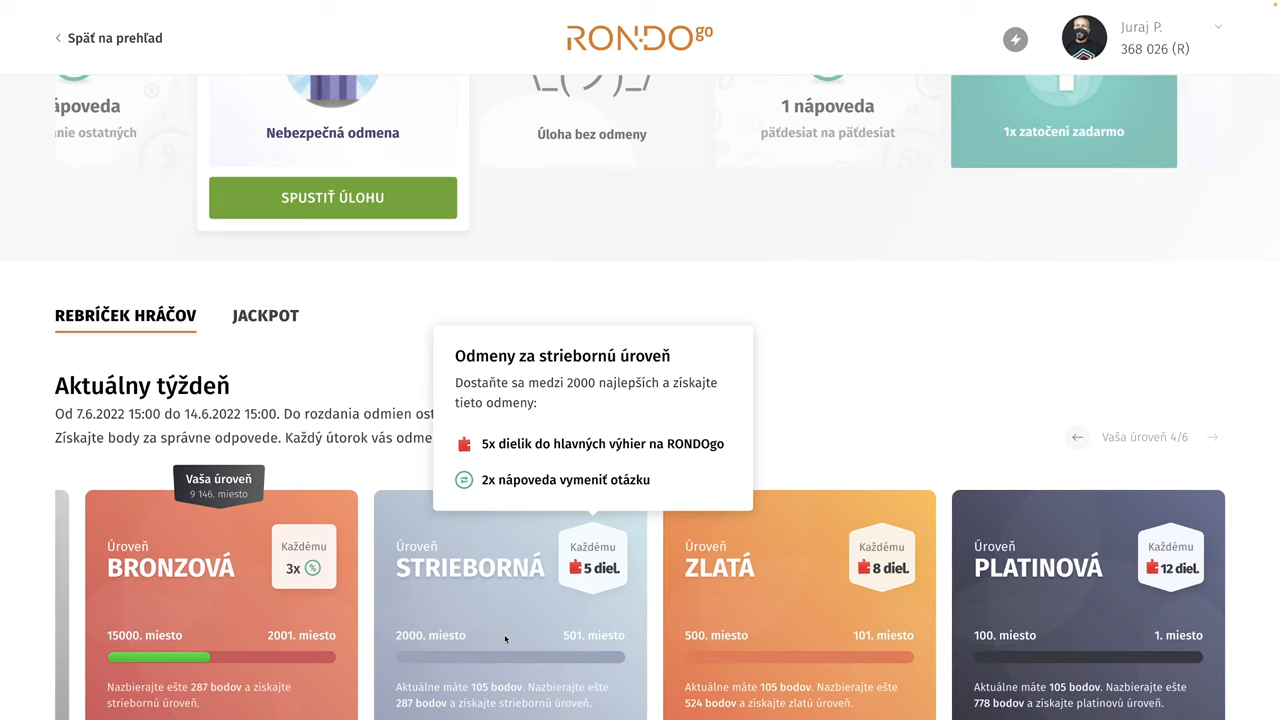 Späť na prehľad
RONDO go
Juraj P.
368 026 (R)
ápoveda
nie ostatných
Nebezpečná odmena
SPUSTIŤ ÚLOHU
¯\_(ツ)_/¯
Úloha bez odmeny
1 nápoveda
päťdesiat na päťdesiat
1x zatočení zadarmo
REBRÍČEK HRÁČOV
JACKPOT
Aktuálny týždeň
Od 7.6.2022 15:00 do 14.6.2022 15:00. Do rozdania odmien ost
Získajte body za správne odpovede. Každý útorok vás odme
Odmeny za striebornú úroveň
Dostaňte sa medzi 2000 najlepších a získajte
tieto odmeny:
5x dielik do hlavných výhier na RONDOgo
2x nápoveda vymeniť otázku
Vaša úroveň 4/6
Vaša úroveň
9 146. miesto
Úroveň
BRONZOVÁ
Každému
3x
15000. miesto
2001. miesto
Nazbierajte ešte 287 bodov a získajte
striebornú úroveň.
Úroveň
STRIEBORNÁ
Každému
5 diel.
2000. miesto
501. miesto
Aktuálne máte 105 bodov. Nazbierajte ešte
287 bodov a získajte striebornú úroveň.
Úroveň
ZLATÁ
Každému
8 diel.
500. miesto
101. miesto
Aktuálne máte 105 bodov. Nazbierajte ešte
524 bodov a získajte zlatú úroveň.
Úroveň
PLATINOVÁ
Každému
12 diel.
100. miesto
1. miesto
Aktuálne máte 105 bodov. Nazbierajte ešte
778 bodov a získajte platinovú úroveň.